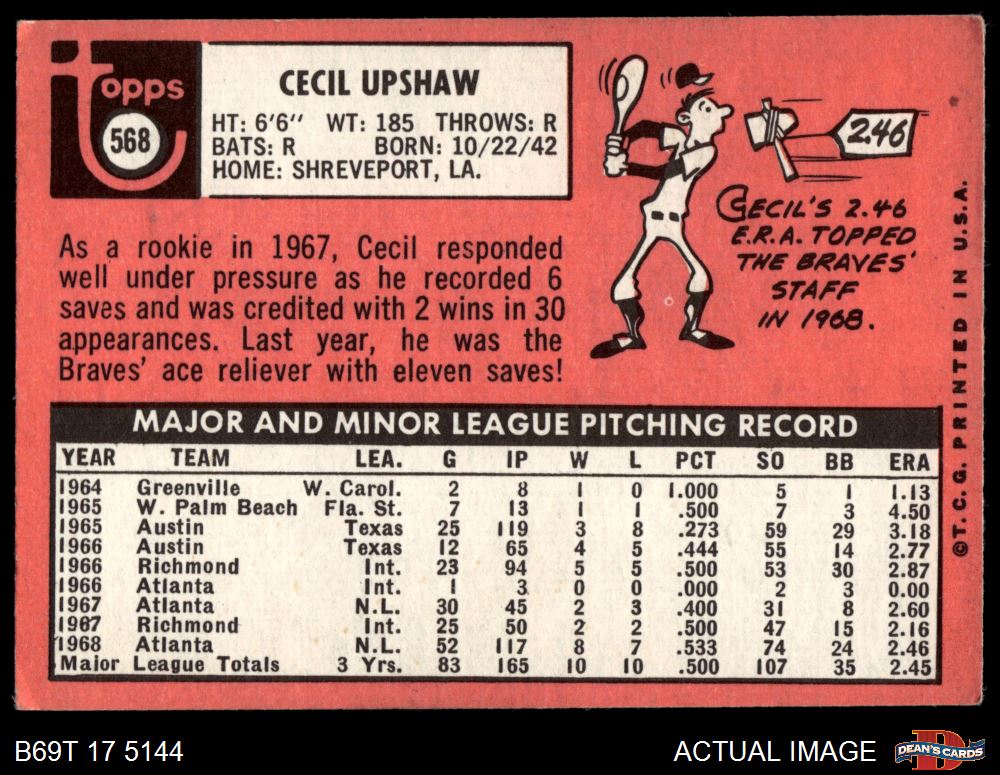 topps
568
CECIL UPSHAW
HT: 6'6" WT: 185 THROWS: R
BATS: R BORN: 10/22/42
HOME: SHREVEPORT, LA.
2.46
CECIL'S 2.46
E.R.A. TOPPED
THE BRAVES'
STAFF
IN 1968.
As a rookie in 1967, Cecil responded
well under pressure as he recorded 6
saves and was credited with 2 wins in 30
appearances. Last year, he was the
Braves' ace reliever with eleven saves!
MAJOR AND MINOR LEAGUE PITCHING RECORD
YEAR TEAM LEA. G IP W L PCT SO BB ERA
1964 Greenville W. Carol. 2 8 1 0 1.000 5 1 1.13
1965 W. Palm Beach Fla. St. 7 13 1 1 .500 7 3 4.50
1965 Austin Texas 25 119 3 8 .273 59 29 3.18
1966 Austin Texas 12 65 4 5 .444 55 14 2.77
1966 Richmond Int. 23 94 5 5 .500 53 30 2.87
1966 Atlanta Int. 1 3 0 0 .000 2 3 0.00
1967 Atlanta N.L. 30 45 2 3 .400 31 8 2.60
1967 Richmond Int. 25 50 2 2 .500 47 15 2.16
1968 Atlanta N.L. 52 117 8 7 .533 74 24 2.46
Major League Totals 3 Yrs. 83 165 10 10 .500 107 35 2.45
©T.C.G. PRINTED IN U.S.A.
B69T 17 5144
ACTUAL IMAGE
D
DEAN'S CARDS